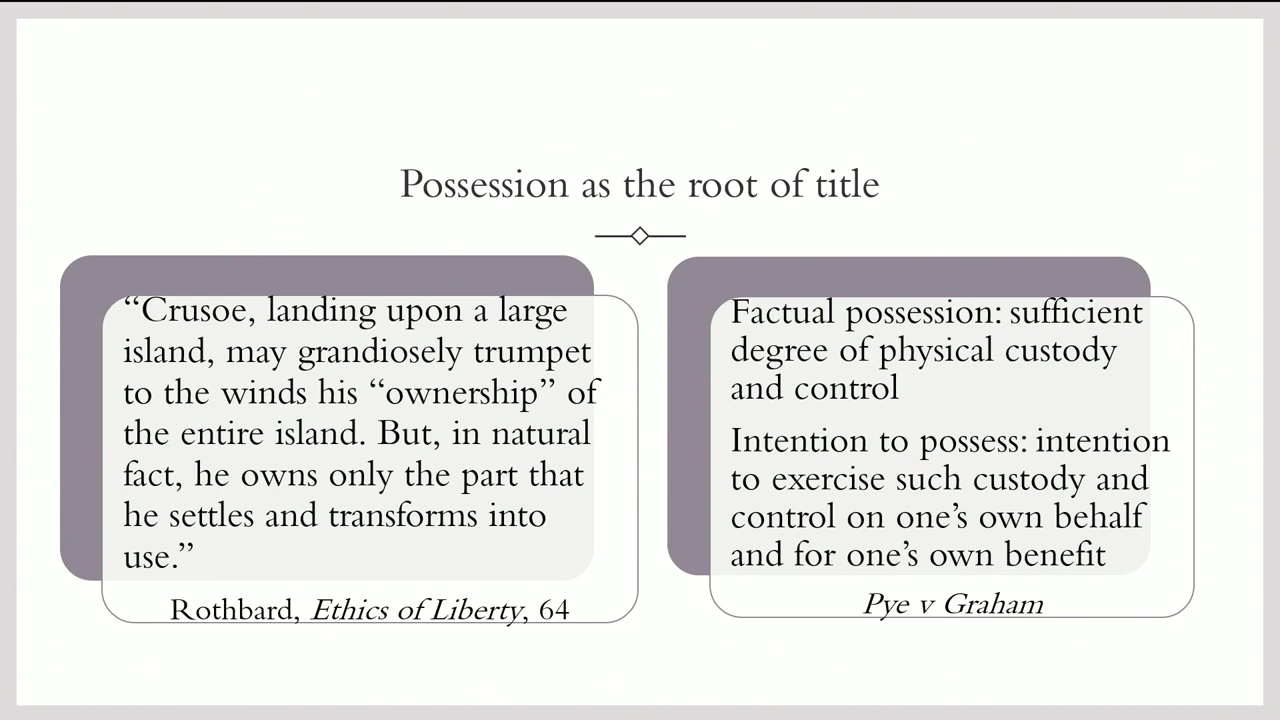 Possession as the root of title
“Crusoe, landing upon a large
island, may grandiosely trumpet
to the winds his “ownership” of
the entire island. But, in natural
fact, he owns only the part that
he settles and transforms into
use.”
Rothbard, Ethics of Liberty, 64
Factual possession: sufficient
degree of physical custody
and control
Intention to possess: intention
to exercise such custody and
control on one’s own behalf
and for one’s own benefit
Pye v Graham